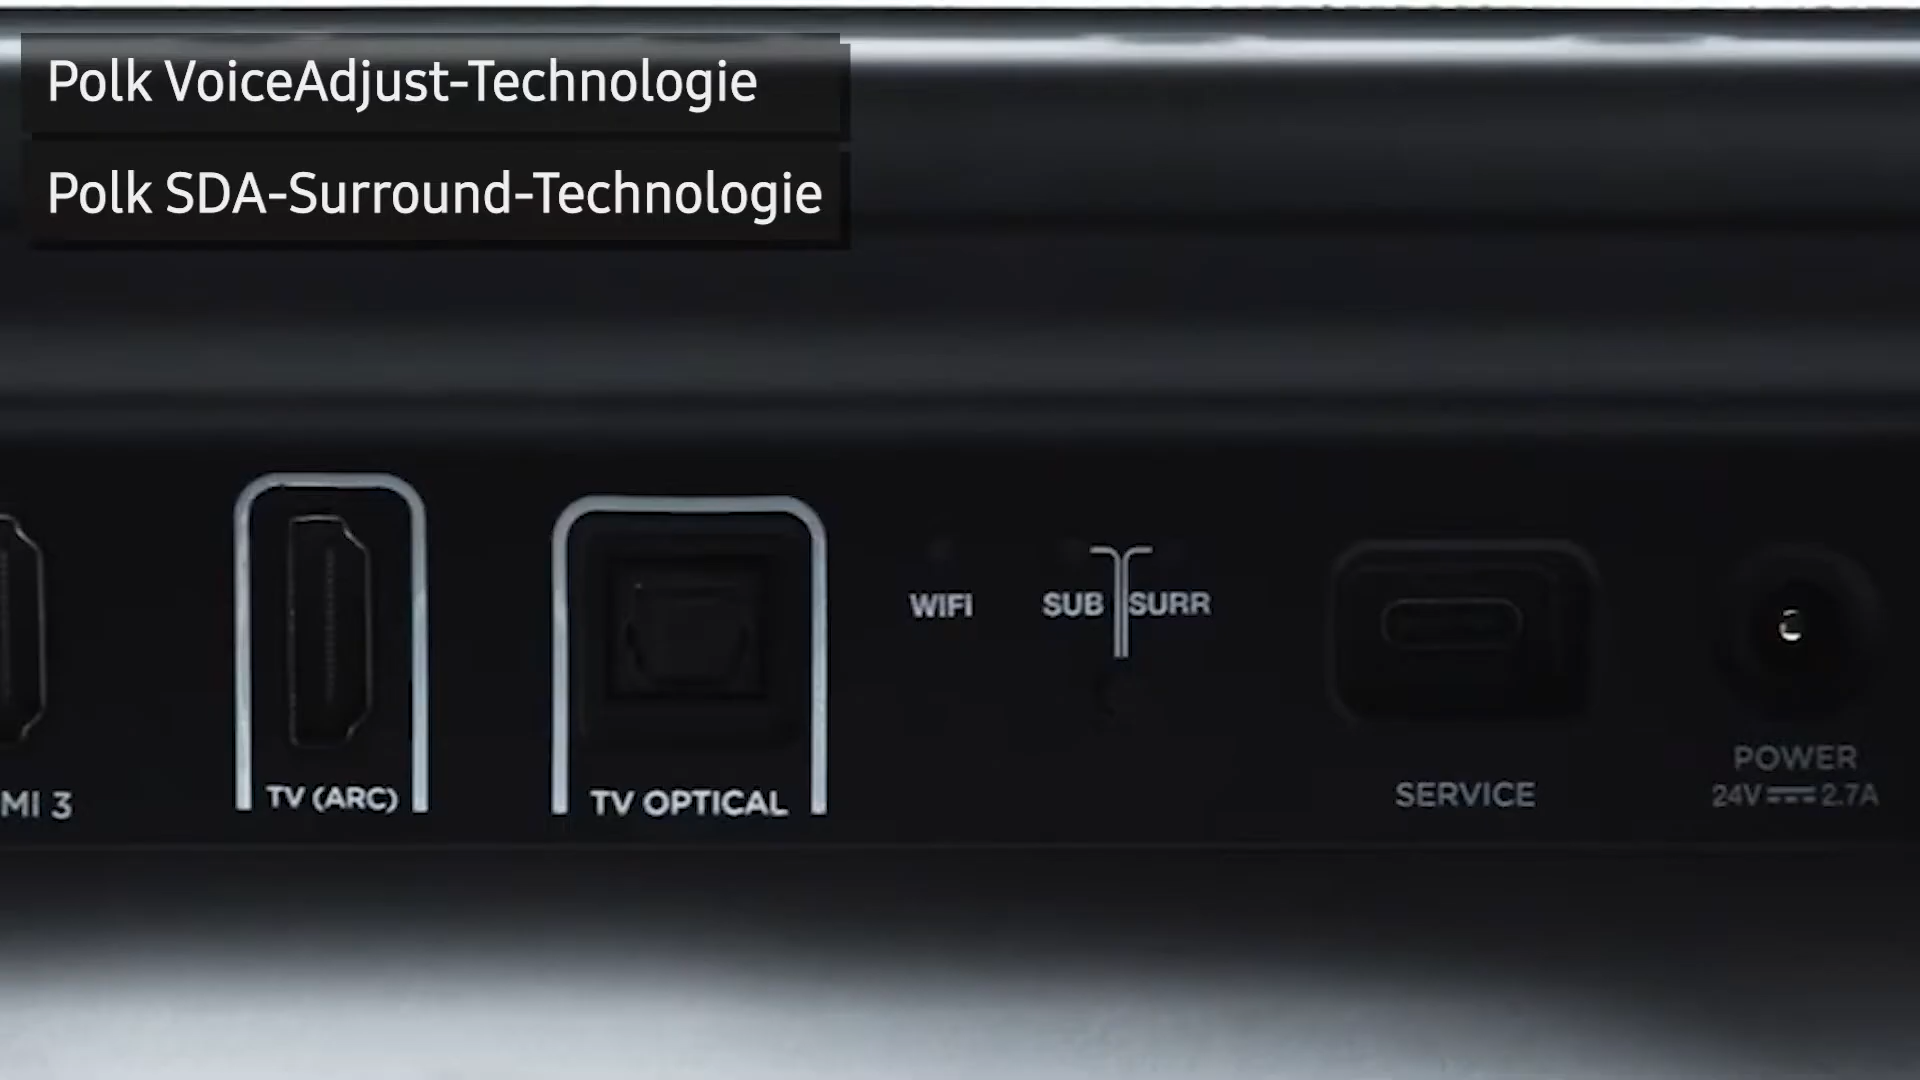 Polk VoiceAdjust-Technologie
Polk SDA-Surround-Technologie
WIFI
SUB SURR
MI 3
TV (ARC)
TV OPTICAL
SERVICE
POWER
24V 2.7A